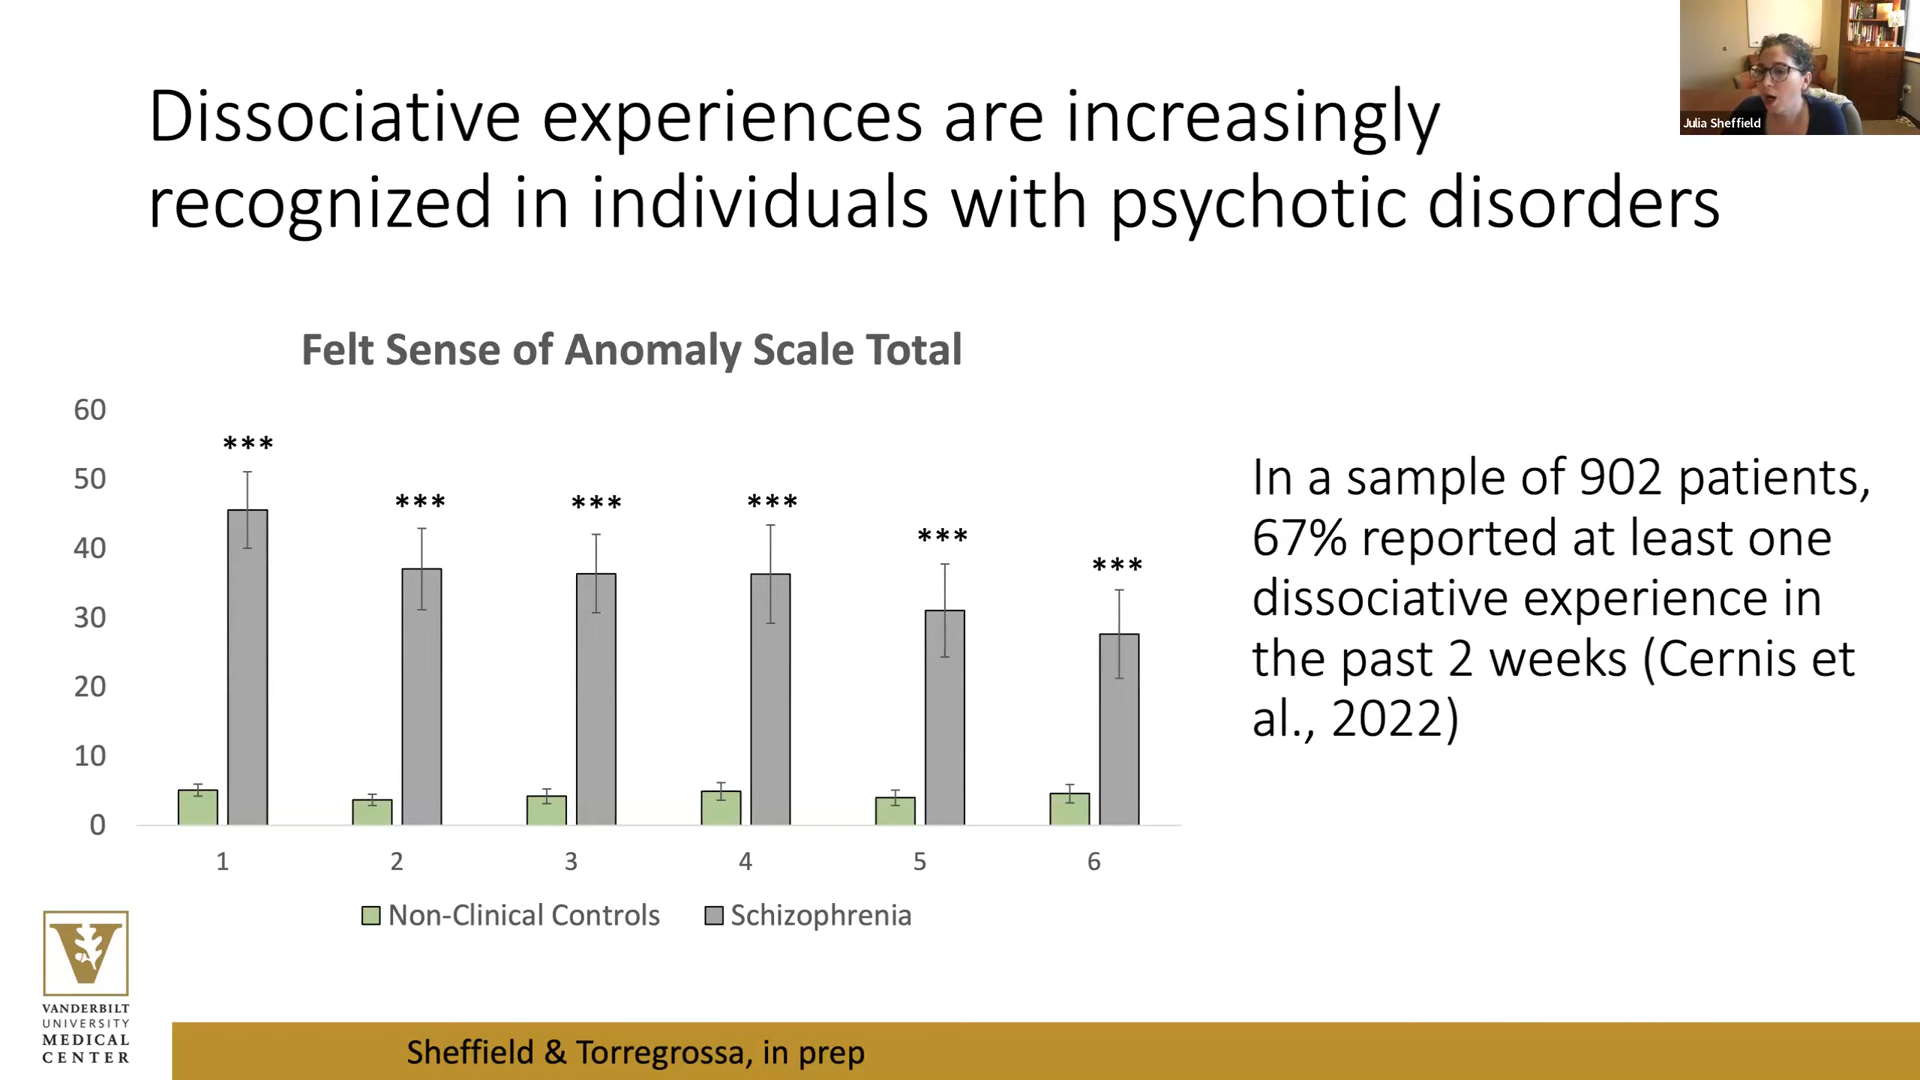 Dissociative experiences are increasingly
recognized in individuals with psychotic disorders
Julia Sheffield
Felt Sense of Anomaly Scale Total
60
50
40
30
20
10
0
***
***
***
***
***
***
1 2 3 4 5 6
Non-Clinical Controls Schizophrenia
In a sample of 902 patients,
67% reported at least one
dissociative experience in
the past 2 weeks (Cernis et
al., 2022)
V
VANDERBILT
UNIVERSITY
MEDICAL
CENTER
Sheffield & Torregrossa, in prep